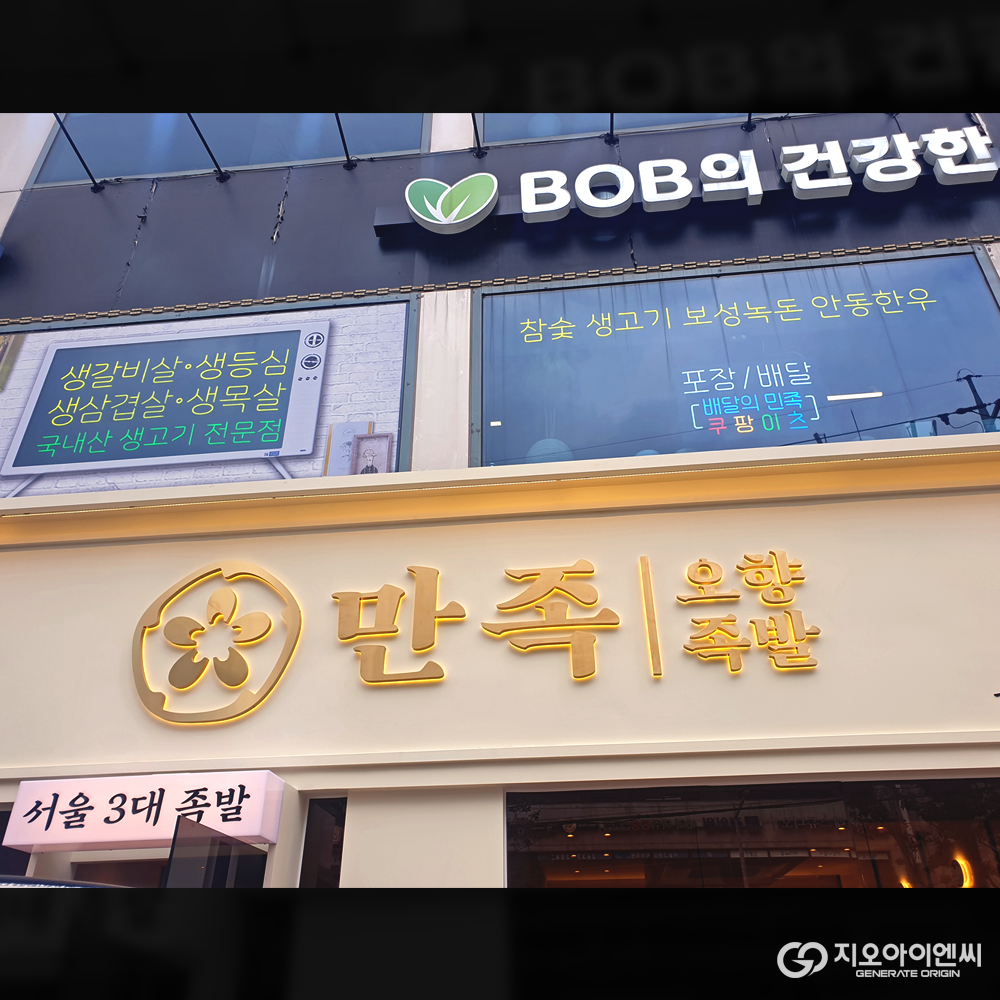 BOB의 건강한
생갈비살·생등심
생삼겹살·생목살
국내산 생고기 전문점
참숯 생고기 보성녹돈 안동한우
포장/배달
[배달의 민족
쿠팡이츠]
만족
오향
족발
서울 3대 족발
지오아이엔씨
GENERATE ORIGIN